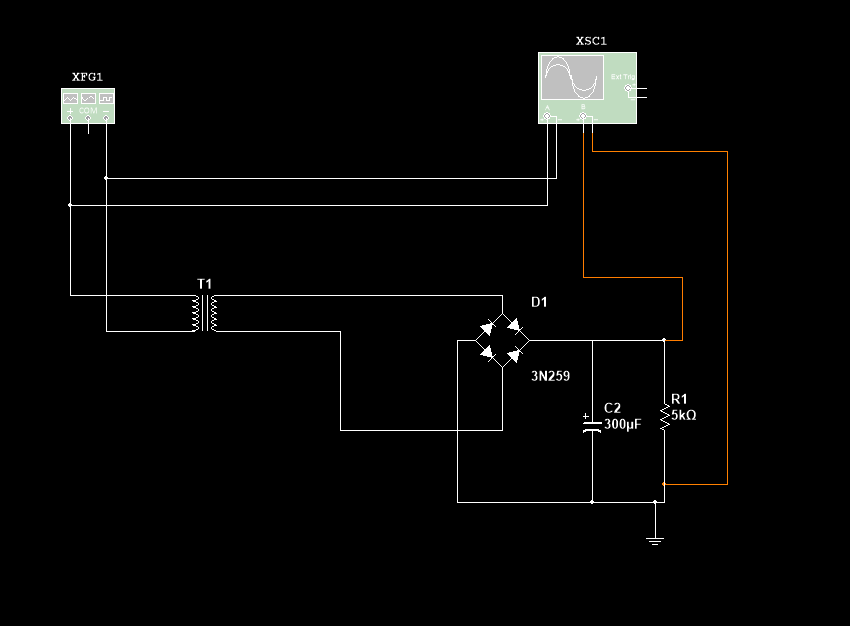 XSC1
XFG1
Ext Trig
+
COM
A
B
T1
D1
3N259
R1
5kΩ
C2
300µF
+